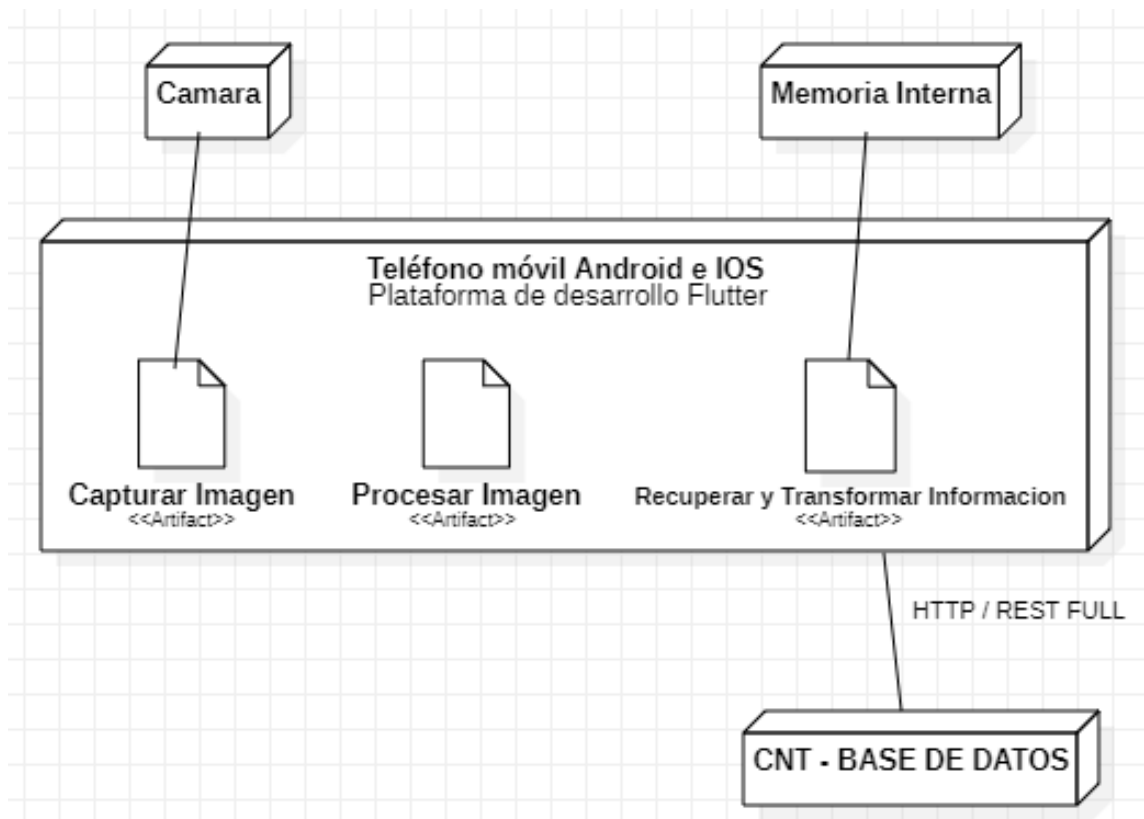 Camara
Memoria Interna
Teléfono móvil Android e IOS
Plataforma de desarrollo Flutter
Capturar Imagen
<<Artifact>>
Procesar Imagen
<<Artifact>>
Recuperar y Transformar Informacion
<<Artifact>>
HTTP / REST FULL
CNT - BASE DE DATOS